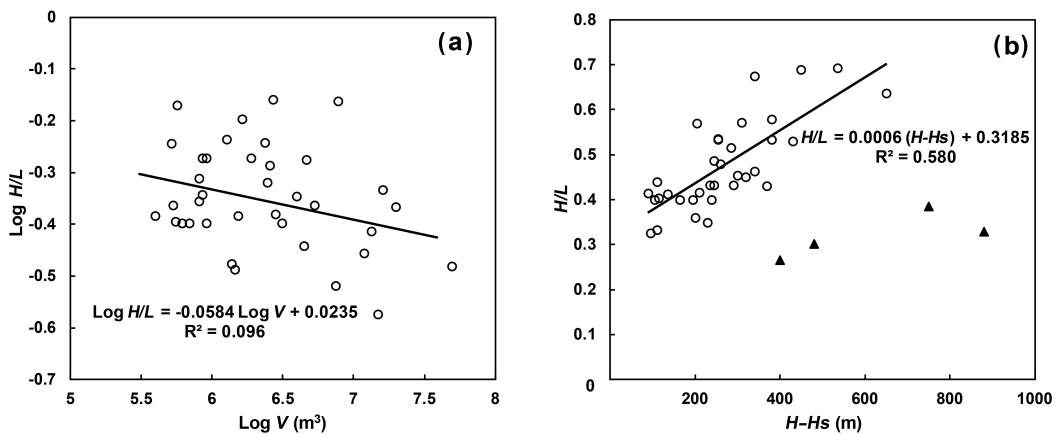 (a)
0
-0.1
-0.2
-0.3
-0.4
-0.5
-0.6
-0.7
Log H/L
Log H/L = -0.0584 Log V + 0.0235
R² = 0.096
5 5.5 6 6.5 7 7.5 8
Log V (m³)
(b)
0.8
0.7
0.6
0.5
0.4
0.3
0.2
0.1
0
H/L
H/L = 0.0006 (H-Hs) + 0.3185
R² = 0.580
200 400 600 800 1000
H-Hs (m)